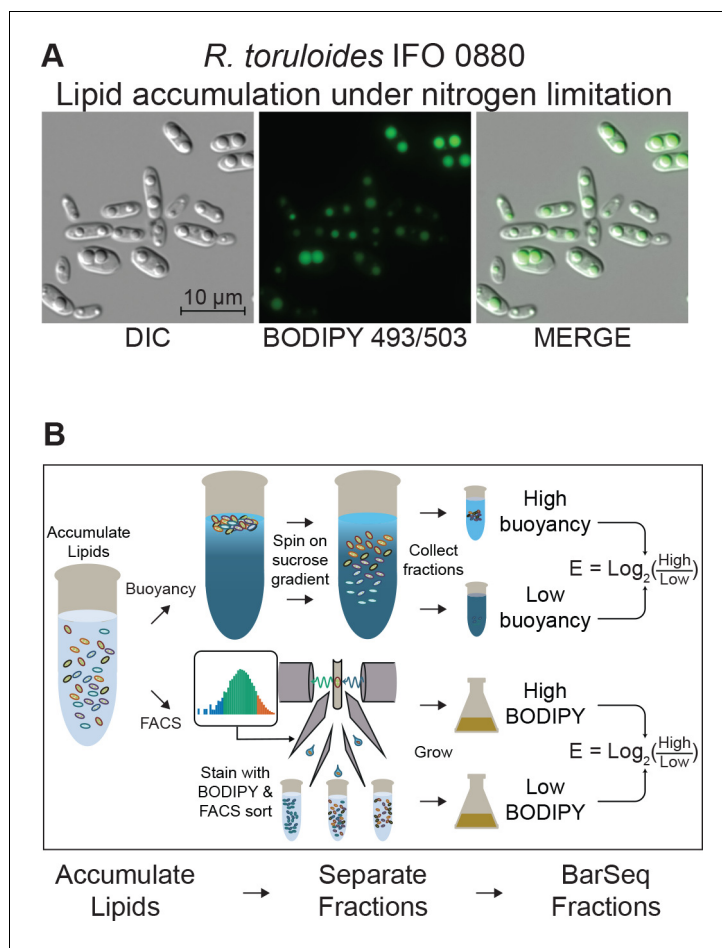 A
R. toruloides IFO 0880
Lipid accumulation under nitrogen limitation
10 µm
DIC
BODIPY 493/503
MERGE
B
Accumulate
Lipids
Buoyancy
FACS
Spin on
sucrose
gradient
Collect
fractions
High
buoyancy
Low
buoyancy
E = Log2(High/Low)
Stain with
BODIPY &
FACS sort
Grow
High
BODIPY
Low
BODIPY
E = Log2(High/Low)
Accumulate
Lipids
Separate
Fractions
BarSeq
Fractions